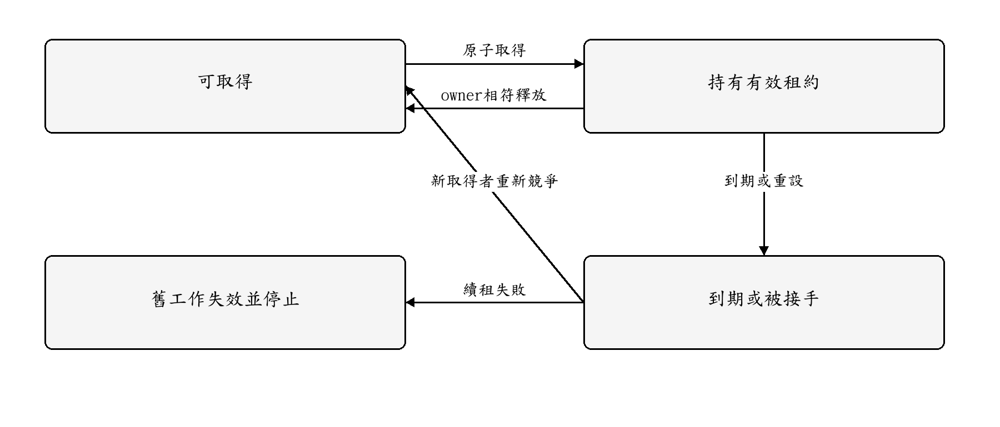 可取得
原子取得
owner相符釋放
持有有效租約
新取得者重新競爭
到期或重設
舊工作失效並停止
續租失敗
到期或被接手